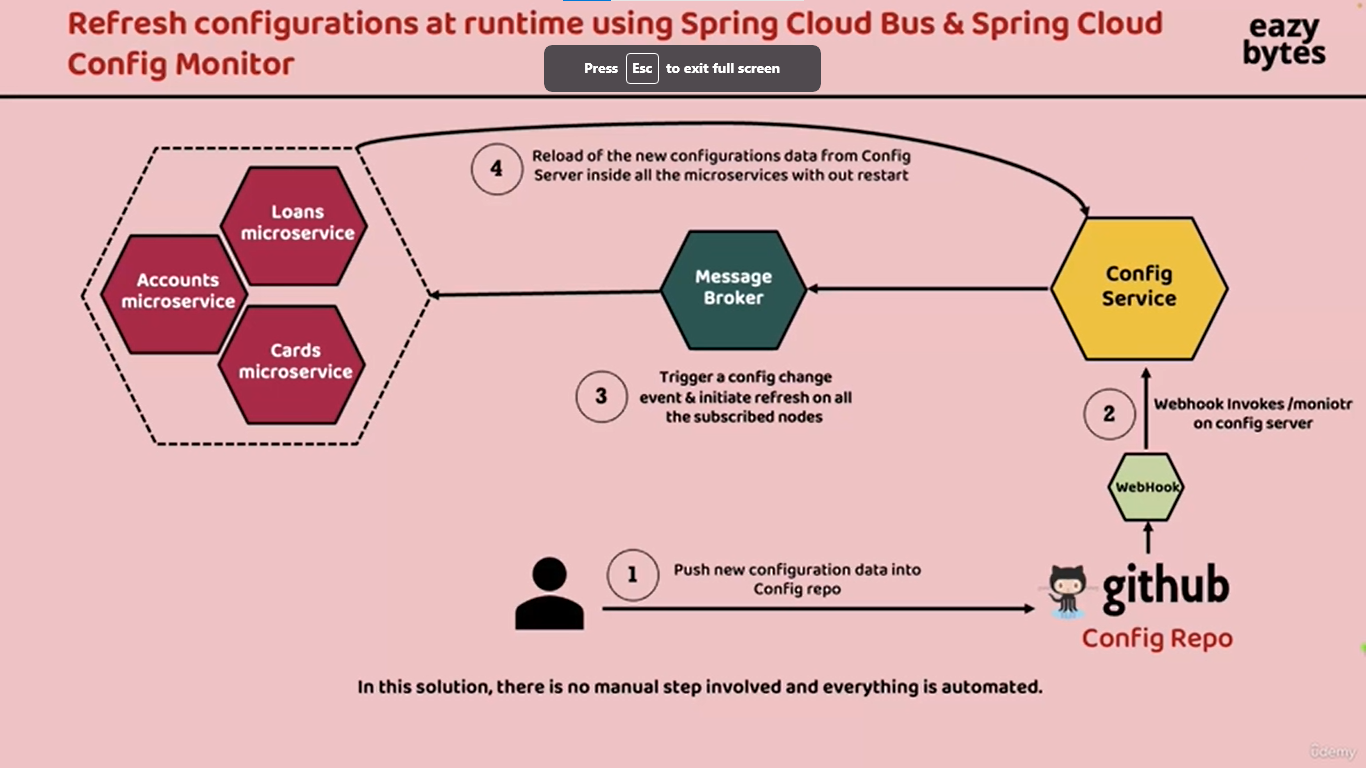 Refresh configurations at runtime using Spring Cloud Bus & Spring Cloud
Config Monitor
eazy
bytes
Press Esc to exit full screen
4
Reload of the new configurations data from Config
Server inside all the microservices with out restart
Loans
microservice
Accounts
microservice
Cards
microservice
Message
Broker
Config
Service
3
Trigger a config change
event & initiate refresh on all
the subscribed nodes
2
Webhook Invokes /moniotr
on config server
WebHook
1
Push new configuration data into
Config repo
github
Config Repo
In this solution, there is no manual step involved and everything is automated.
ûdemy